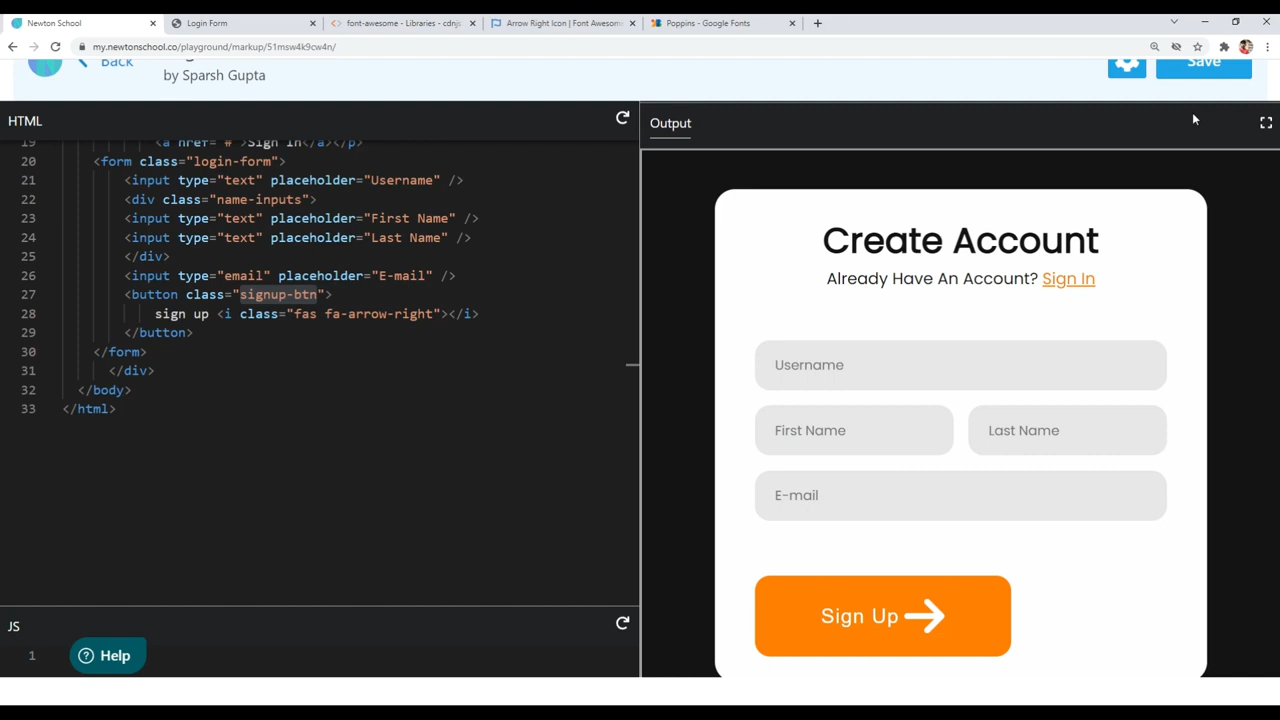 Newton School
Login Form
font-awesome - Libraries - cdnjs
Arrow Right Icon | Font Awesom
Poppins - Google Fonts
my.newtonschool.co/playground/markup/51msw4k9cw4n/
Back
by Sparsh Gupta
Save
HTML
Output
19 <a href="#">Sign In</a></p>
20 <form class="login-form">
21 <input type="text" placeholder="Username" />
22 <div class="name-inputs">
23 <input type="text" placeholder="First Name" />
24 <input type="text" placeholder="Last Name" />
25 </div>
26 <input type="email" placeholder="E-mail" />
27 <button class="signup-btn">
28 sign up <i class="fas fa-arrow-right"></i>
29 </button>
30 </form>
31 </div>
32 </body>
33 </html>
Create Account
Already Have An Account? Sign In
Username
First Name
Last Name
E-mail
Sign Up
JS
1
Help